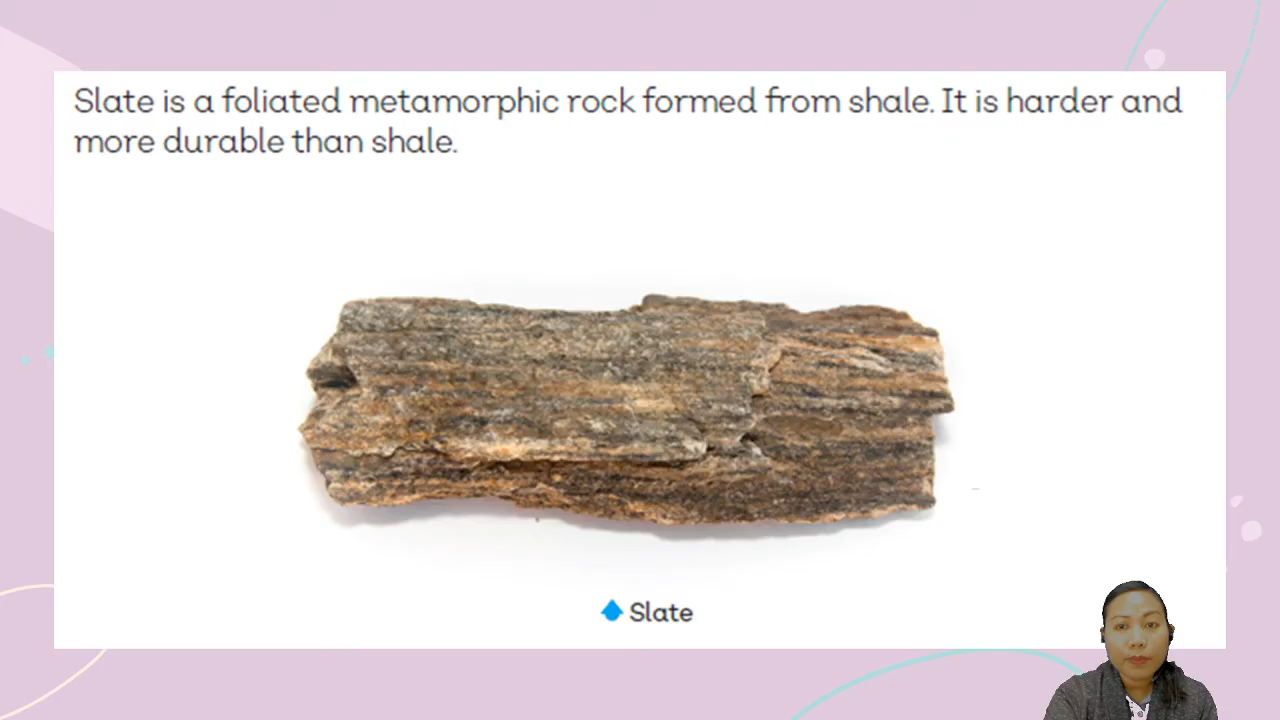 Slate is a foliated metamorphic rock formed from shale. It is harder and
more durable than shale.
Slate